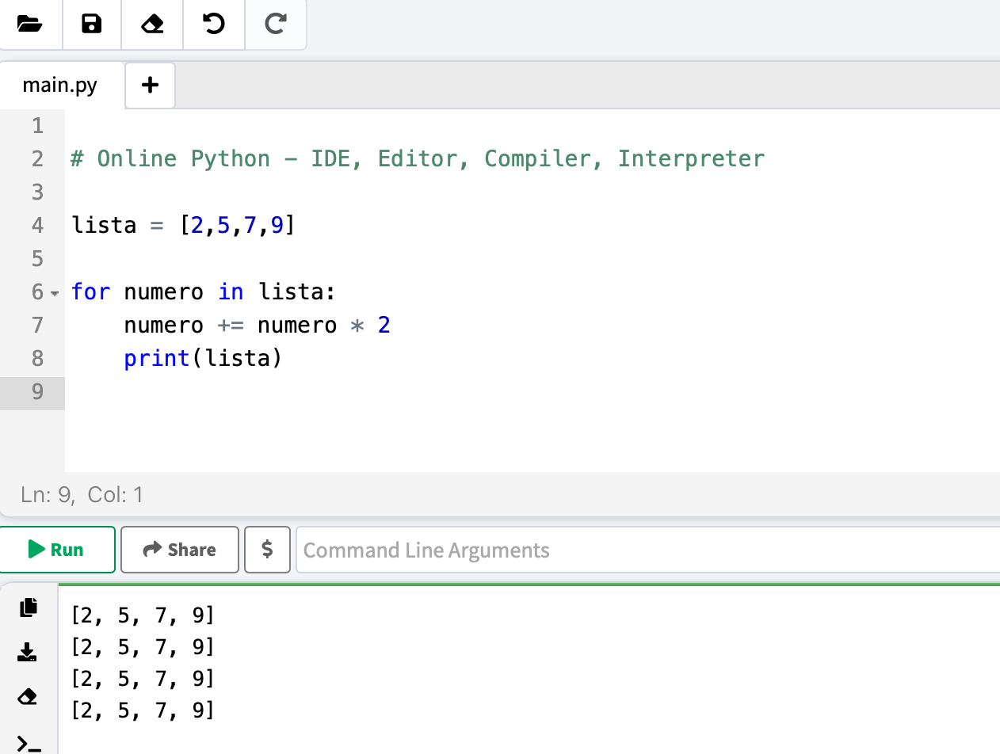 main.py
1
2 # Online Python - IDE, Editor, Compiler, Interpreter
3
4 lista = [2,5,7,9]
5
6 for numero in lista:
7     numero += numero * 2
8     print(lista)
9
Ln: 9, Col: 1
Run Share $ Command Line Arguments
[2, 5, 7, 9]
[2, 5, 7, 9]
[2, 5, 7, 9]
[2, 5, 7, 9]